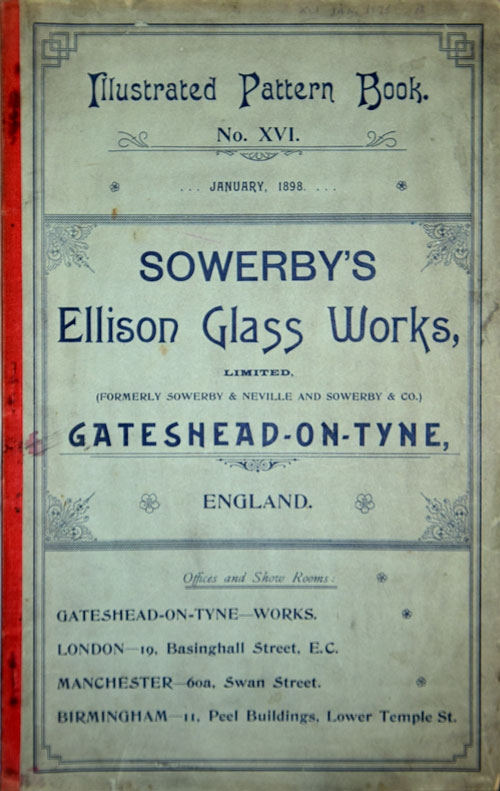 Illustrated Pattern Book.
No. XVI.
... JANUARY, 1898. ...
SOWERBY'S
Ellison Glass Works,
LIMITED,
(FORMERLY SOWERBY & NEVILLE AND SOWERBY & CO.)
GATESHEAD-ON-TYNE,
ENGLAND.
Offices and Show Rooms:
GATESHEAD-ON-TYNE—WORKS.
LONDON—19, Basinghall Street, E.C.
MANCHESTER—60a, Swan Street.
BIRMINGHAM—11, Peel Buildings, Lower Temple St.